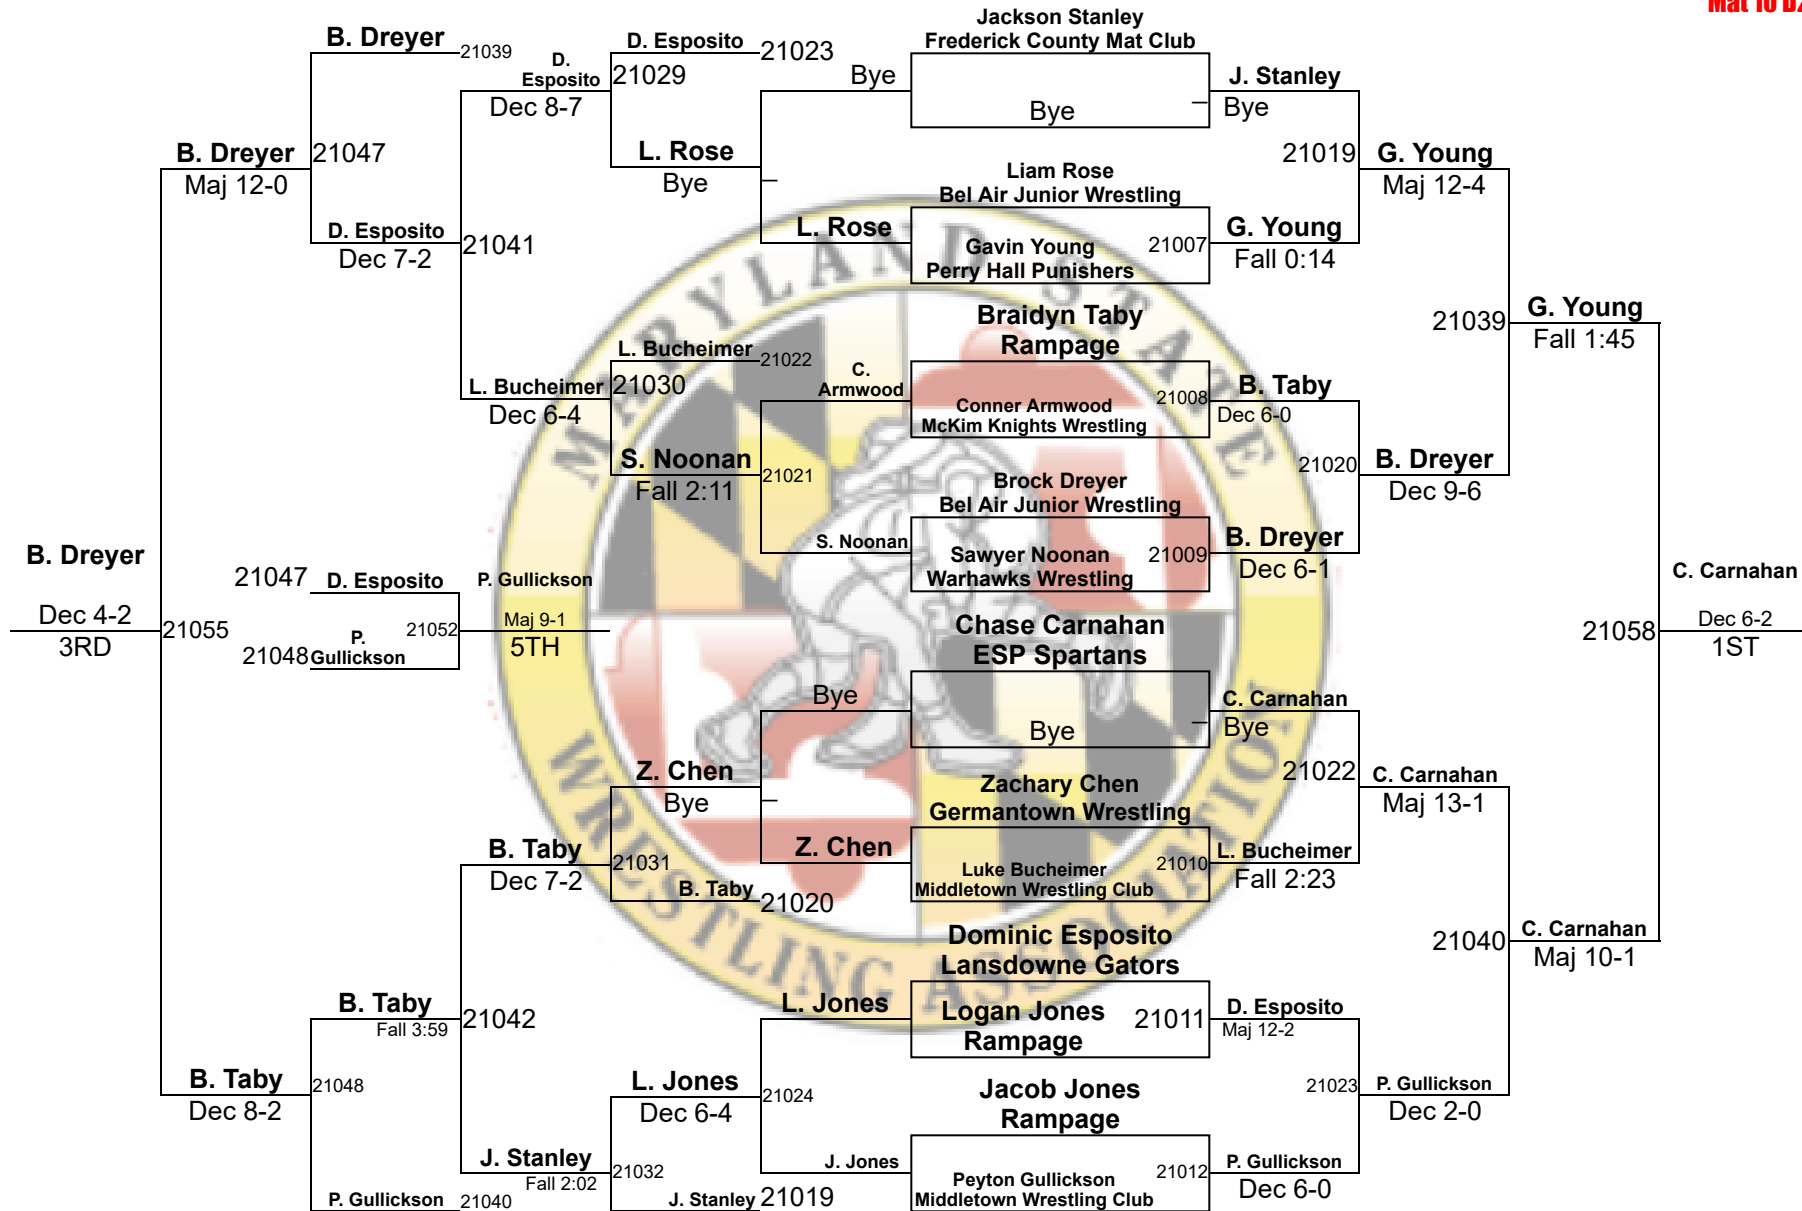 Mat 10 D2
B. Dreyer
21039
D.
Esposito
Dec 8-7
D. Esposito
21023
21029
Bye
Jackson Stanley
Frederick County Mat Club
Bye
J. Stanley
Bye
B. Dreyer
21047
Maj 12-0
L. Rose
Bye
21019
G. Young
Maj 12-4
Liam Rose
Bel Air Junior Wrestling
D. Esposito
Dec 7-2
21041
L. Rose
Gavin Young
Perry Hall Punishers
21007
G. Young
Fall 0:14
21039
G. Young
Fall 1:45
Braidyn Taby
Rampage
L. Bucheimer
21022
L. Bucheimer
21030
Dec 6-4
C.
Armwood
Conner Armwood
McKim Knights Wrestling
21008
B. Taby
Dec 6-0
S. Noonan
Fall 2:11
21021
21020
B. Dreyer
Dec 9-6
Brock Dreyer
Bel Air Junior Wrestling
S. Noonan
Sawyer Noonan
Warhawks Wrestling
21009
B. Dreyer
Dec 6-1
B. Dreyer
Dec 4-2
3RD
21055
21047
D. Esposito
21048
P.
Gullickson
21052
P. Gullickson
Maj 9-1
5TH
21058
C. Carnahan
Dec 6-2
1ST
Chase Carnahan
ESP Spartans
Bye
Bye
C. Carnahan
Bye
Z. Chen
Bye
21022
C. Carnahan
Maj 13-1
Zachary Chen
Germantown Wrestling
B. Taby
Dec 7-2
21031
Z. Chen
Luke Bucheimer
Middletown Wrestling Club
21010
L. Bucheimer
Fall 2:23
B. Taby
21020
21040
C. Carnahan
Maj 10-1
Dominic Esposito
Lansdowne Gators
B. Taby
Fall 3:59
21042
L. Jones
Logan Jones
Rampage
21011
D. Esposito
Maj 12-2
B. Taby
Dec 8-2
21048
L. Jones
Dec 6-4
21024
21023
P. Gullickson
Dec 2-0
Jacob Jones
Rampage
J. Stanley
Fall 2:02
21032
J. Jones
Peyton Gullickson
Middletown Wrestling Club
21012
P. Gullickson
Dec 6-0
P. Gullickson
21040
J. Stanley
21019
MARYLAND STATE
WRESTLING ASSOCIATION